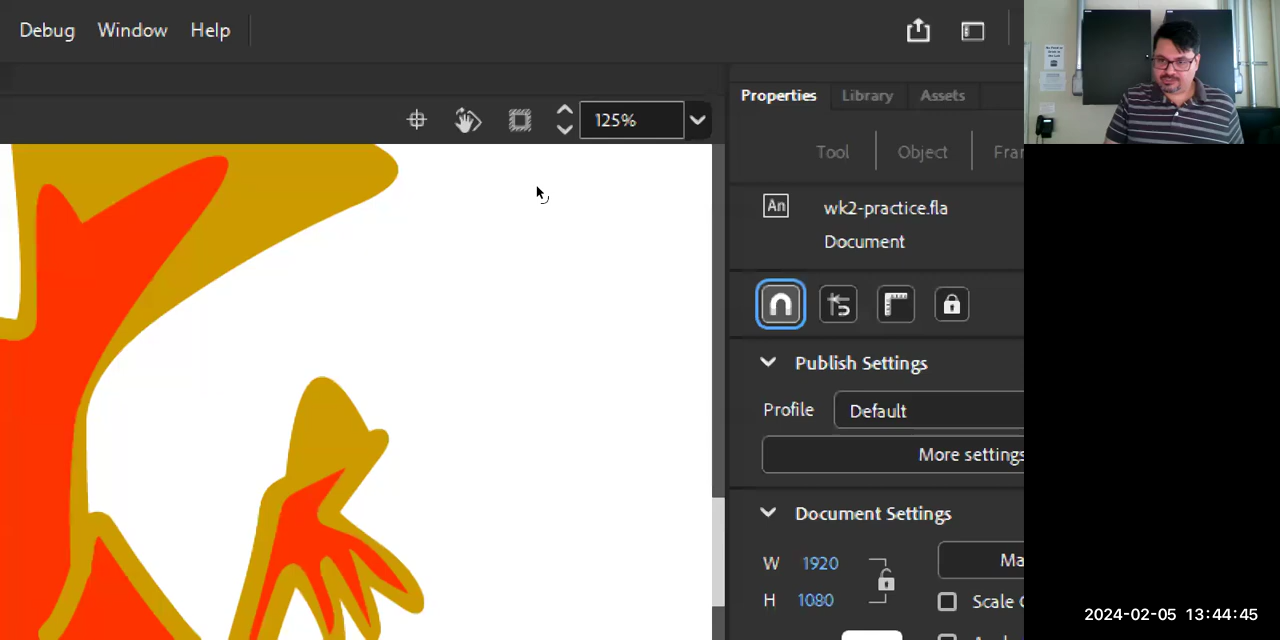 Debug Window Help
125%
Properties Library Assets
Tool Object Fra
An wk2-practice.fla
Document
Publish Settings
Profile Default
More settings
Document Settings
W 1920 Ma
H 1080 Scale C
2024-02-05 13:44:45